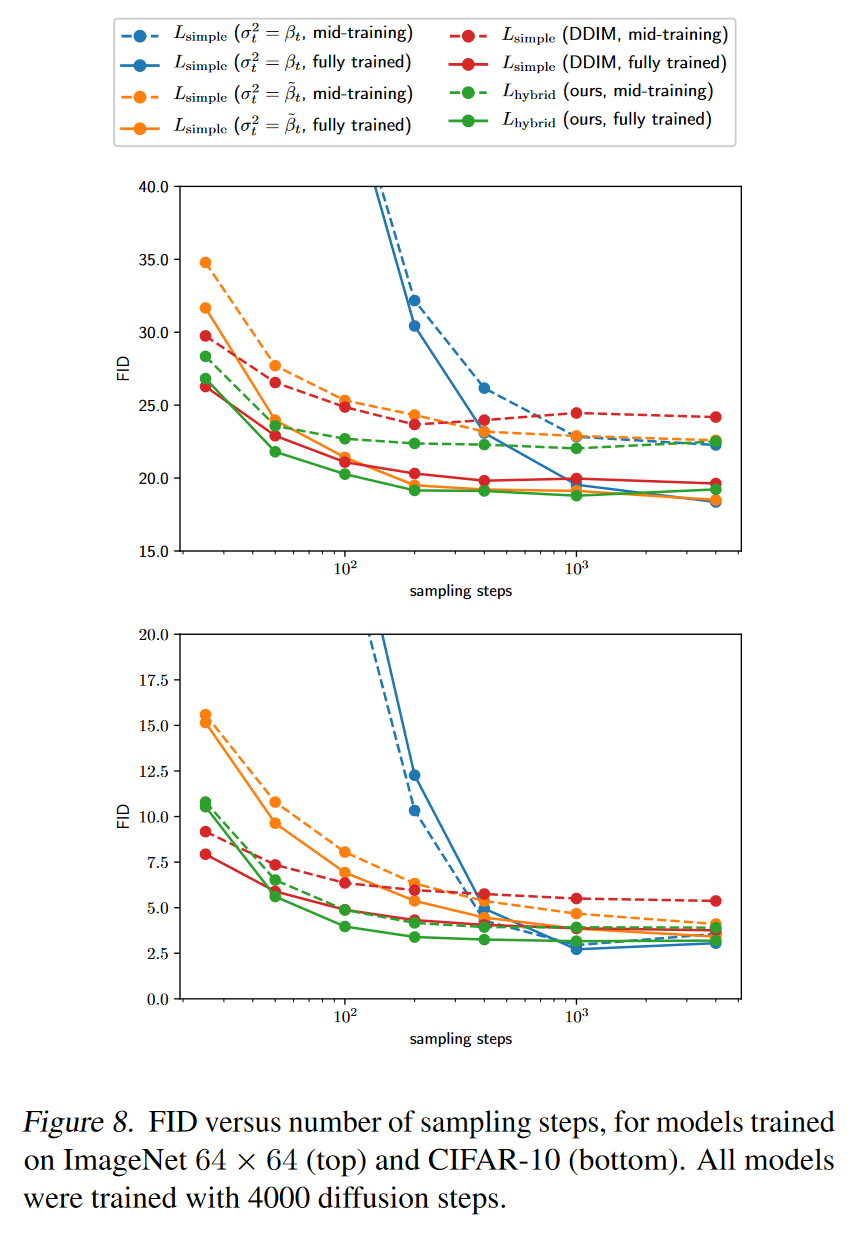 L_simple (σ_t^2 = β_t, mid-training)
L_simple (σ_t^2 = β_t, fully trained)
L_simple (σ_t^2 = β̃_t, mid-training)
L_simple (σ_t^2 = β̃_t, fully trained)
L_simple (DDIM, mid-training)
L_simple (DDIM, fully trained)
L_hybrid (ours, mid-training)
L_hybrid (ours, fully trained)
40.0
35.0
30.0
25.0
20.0
15.0
FID
10^2 10^3
sampling steps
20.0
17.5
15.0
12.5
10.0
7.5
5.0
2.5
0.0
FID
10^2 10^3
sampling steps
Figure 8. FID versus number of sampling steps, for models trained
on ImageNet 64 × 64 (top) and CIFAR-10 (bottom). All models
were trained with 4000 diffusion steps.